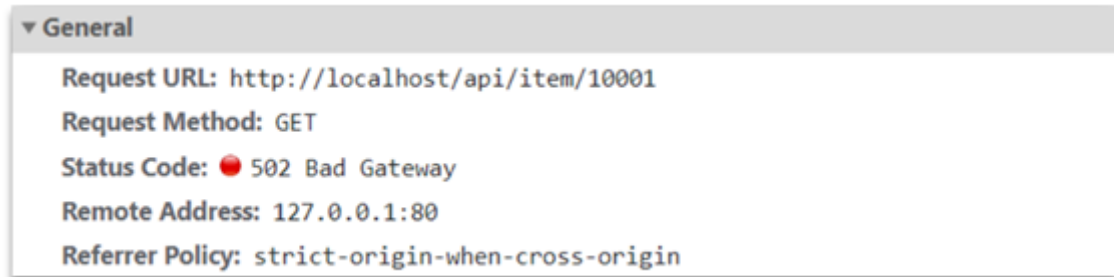 General
Request URL: http://localhost/api/item/10001
Request Method: GET
Status Code: 502 Bad Gateway
Remote Address: 127.0.0.1:80
Referrer Policy: strict-origin-when-cross-origin